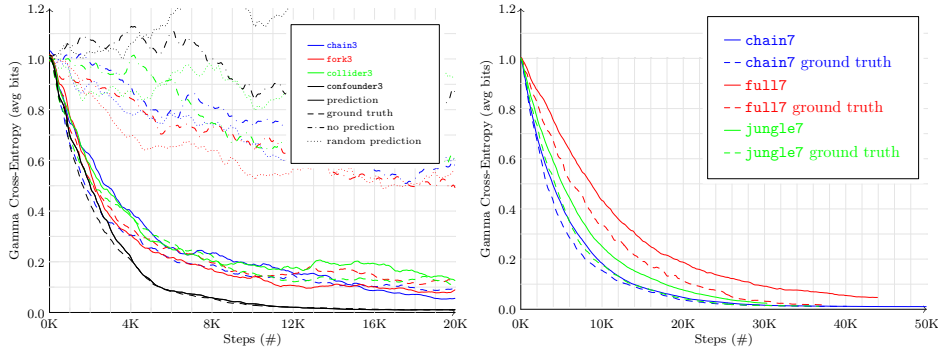 1.2
1.0
0.8
0.6
0.4
0.2
0.0
Gamma Cross-Entropy (avg bits)
0K
4K
8K
12K
16K
20K
Steps (#)
chain3
fork3
collider3
confounder3
prediction
ground truth
no prediction
random prediction
1.2
1.0
0.8
0.6
0.4
0.2
0.0
Gamma Cross-Entropy (avg bits)
0K
10K
20K
30K
40K
50K
Steps (#)
chain7
chain7 ground truth
full7
full7 ground truth
jungle7
jungle7 ground truth